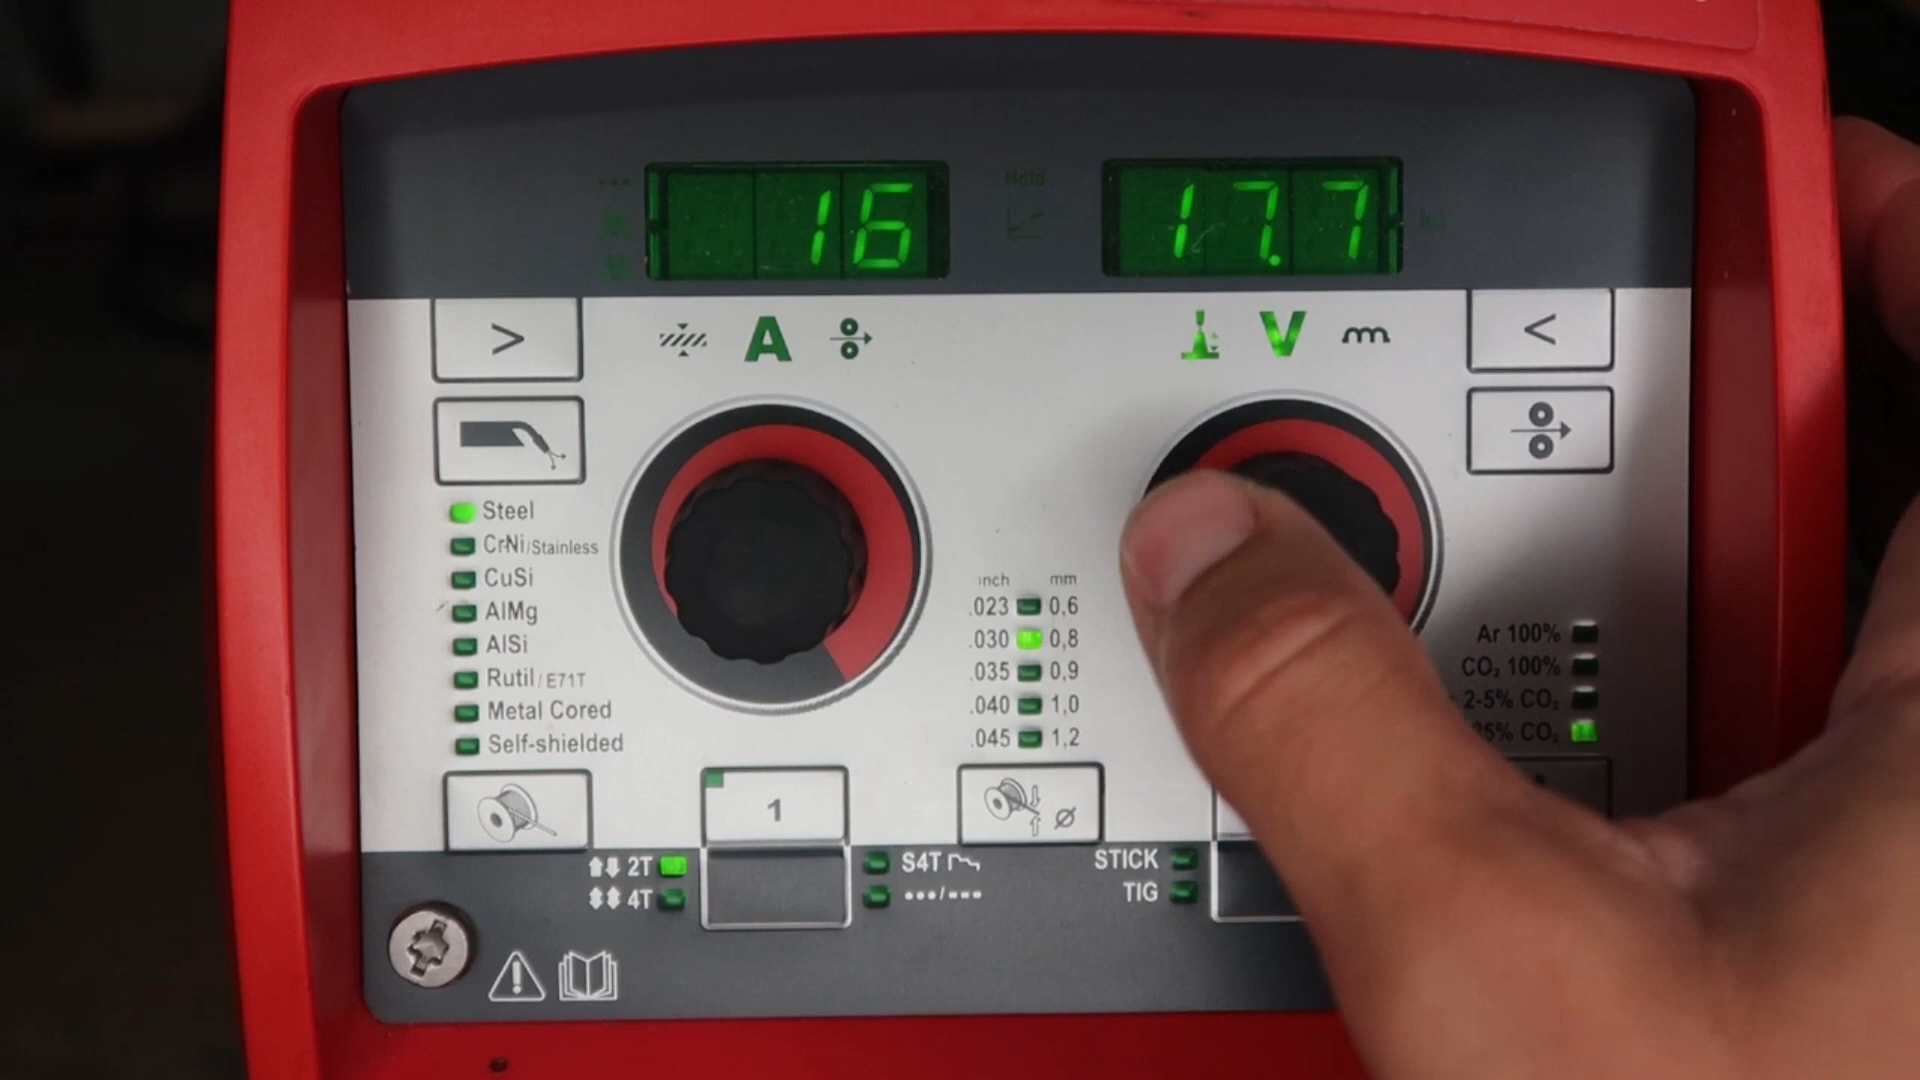 16
Hold
17.7
>
A
V
<
Steel
CrNi/Stainless
CuSi
AlMg
AlSi
Rutil/E71T
Metal Cored
Self-shielded
inch mm
.023 0,6
.030 0,8
.035 0,9
.040 1,0
.045 1,2
Ar 100%
CO₂ 100%
2-5% CO₂
25% CO₂
1
Ø
2T
4T
S4T
STICK
TIG